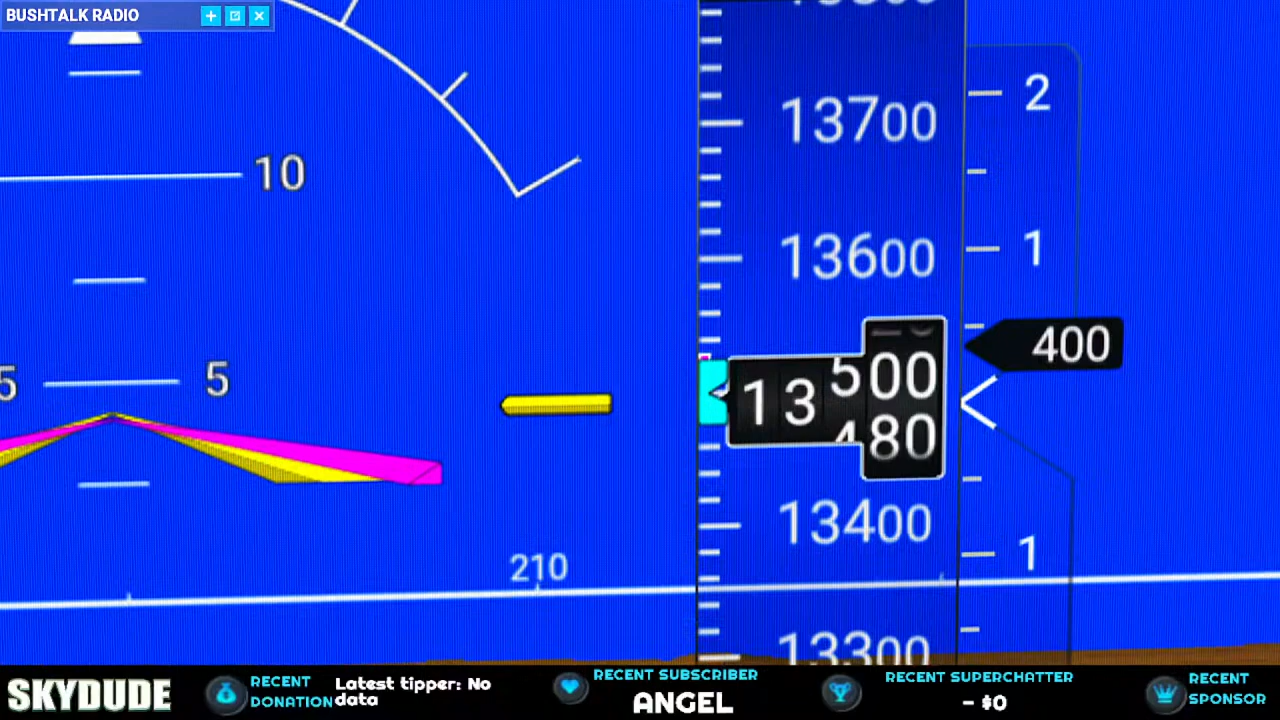 BUSHTALK RADIO
2
13700
10
13600
1
400
5
5
13
500
480
13400
1
210
13300
SKYDUDE
RECENT
DONATION
Latest tipper: No
data
RECENT SUBSCRIBER
ANGEL
RECENT SUPERCHATTER
- $0
RECENT
SPONSOR